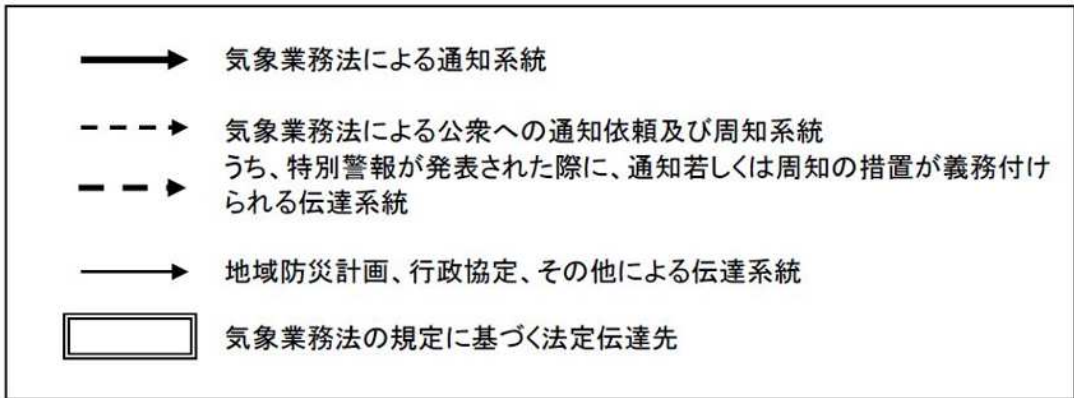 気象業務法による通知系統
気象業務法による公衆への通知依頼及び周知系統
うち、特別警報が発表された際に、通知若しくは周知の措置が義務付け
られる伝達系統
地域防災計画、行政協定、その他による伝達系統
気象業務法の規定に基づく法定伝達先